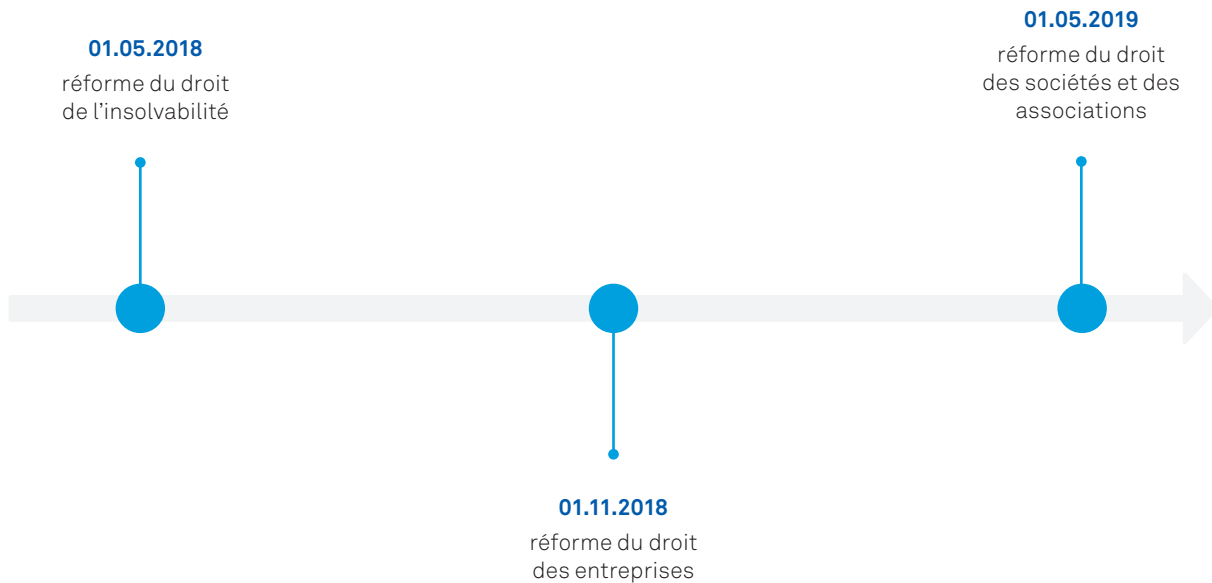 01.05.2018
réforme du droit
de l'insolvabilité
01.11.2018
réforme du droit
des entreprises
01.05.2019
réforme du droit
des sociétés et des
associations